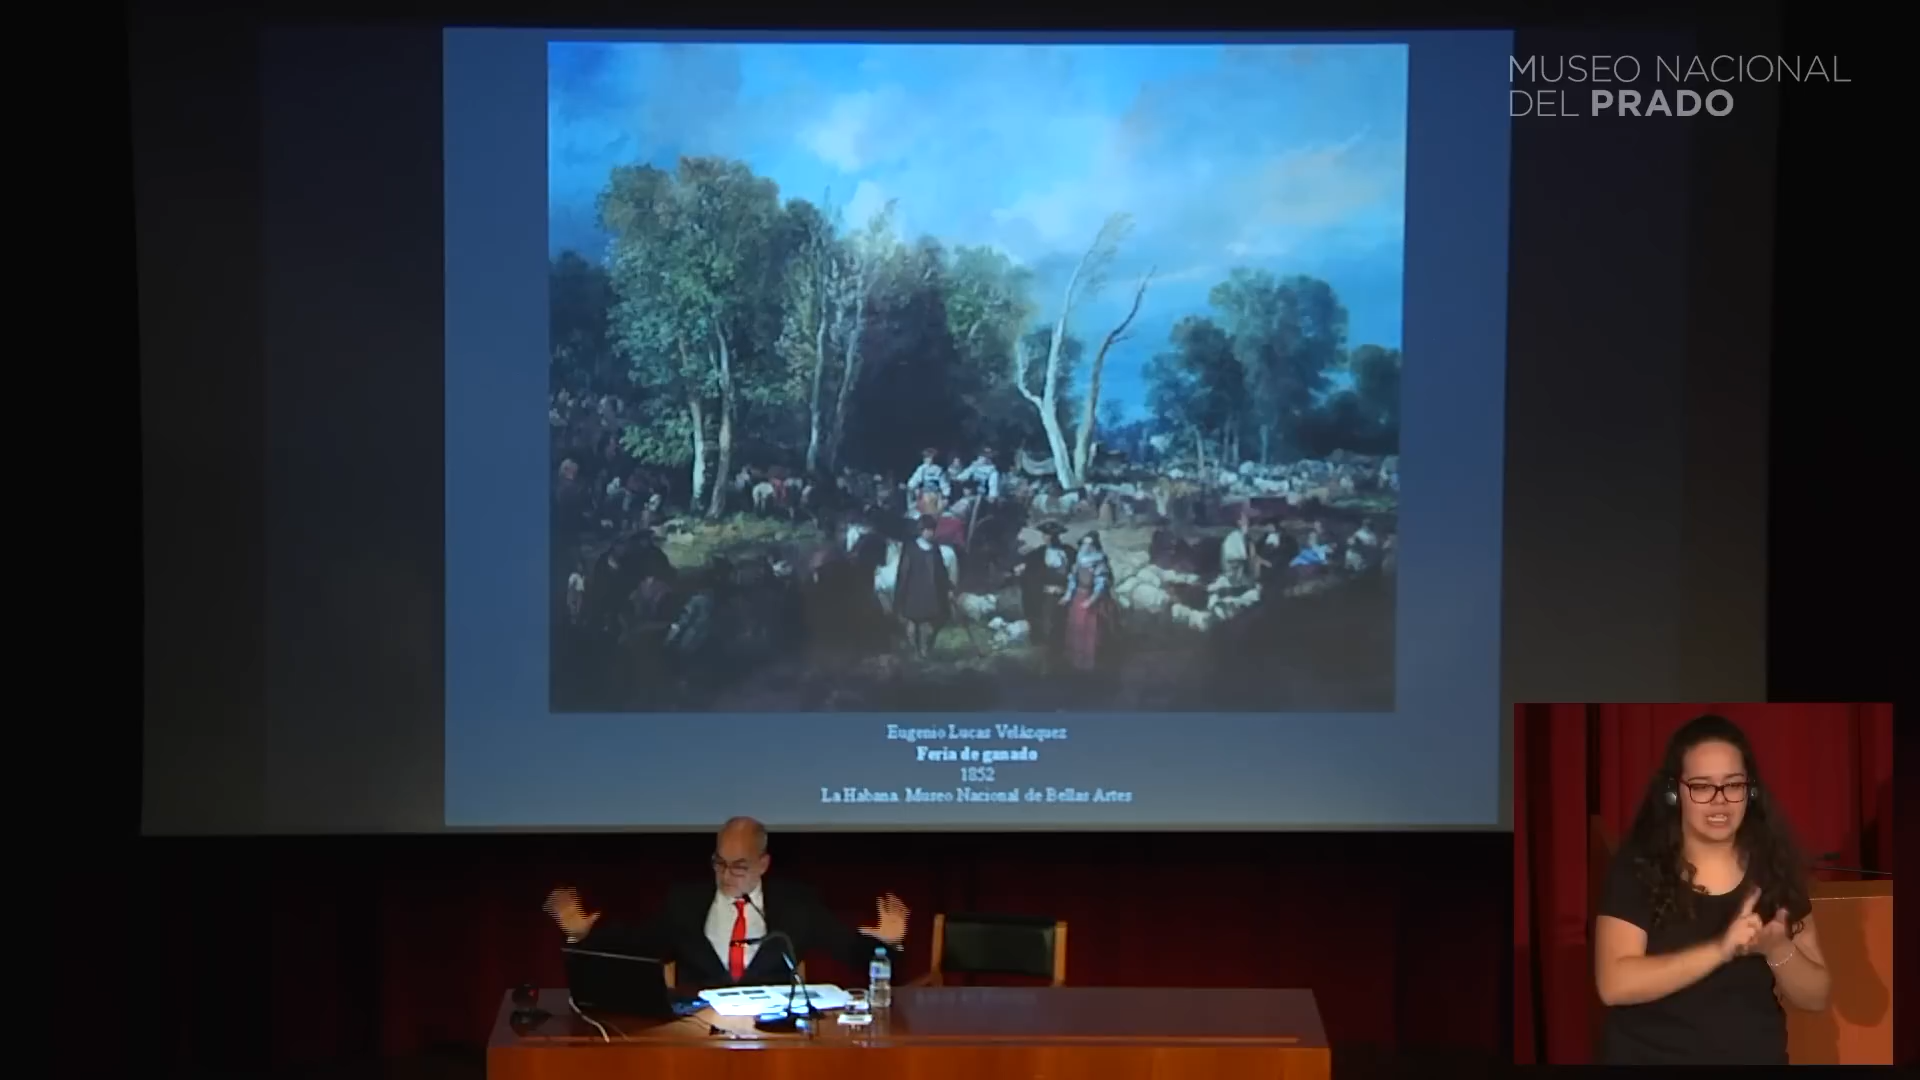 MUSEO NACIONAL
DEL PRADO
Eugenio Lucas Velázquez
Feria de ganado
1852
La Habana Museo Nacional de Bellas Artes